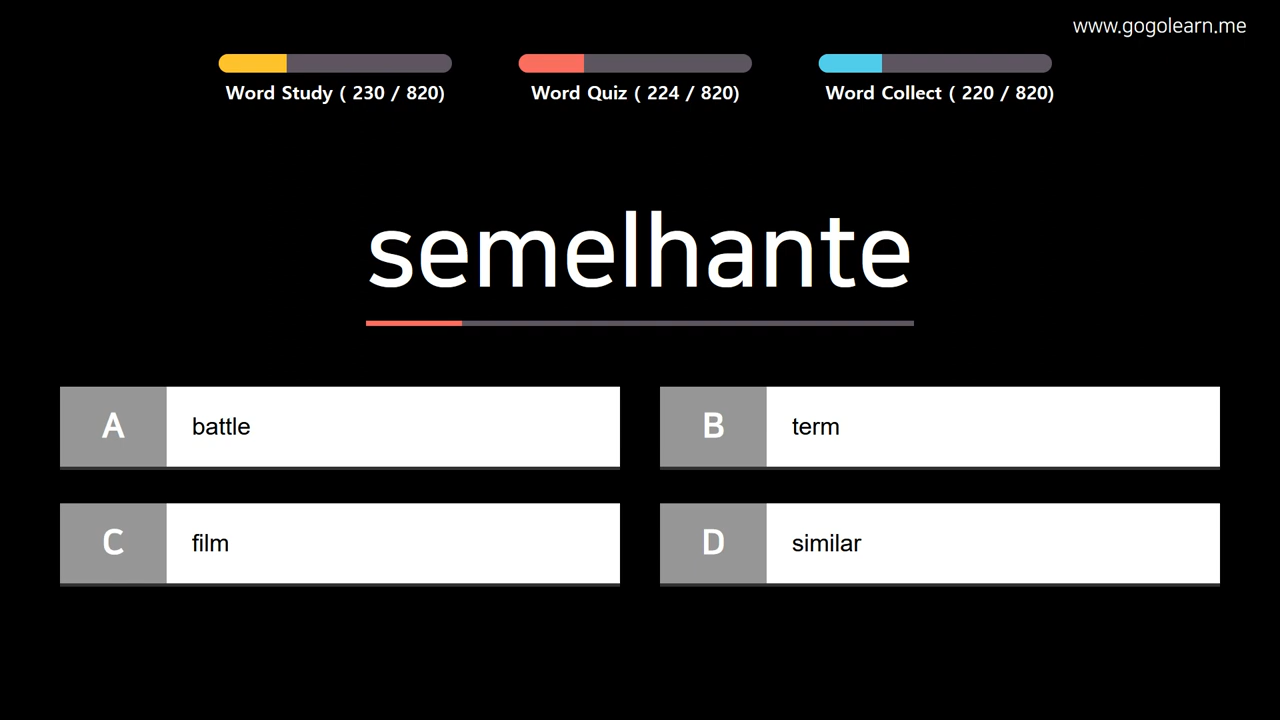 www.gogolearn.me
Word Study ( 230 / 820)
Word Quiz ( 224 / 820)
Word Collect ( 220 / 820)
semelhante
A battle
B term
C film
D similar